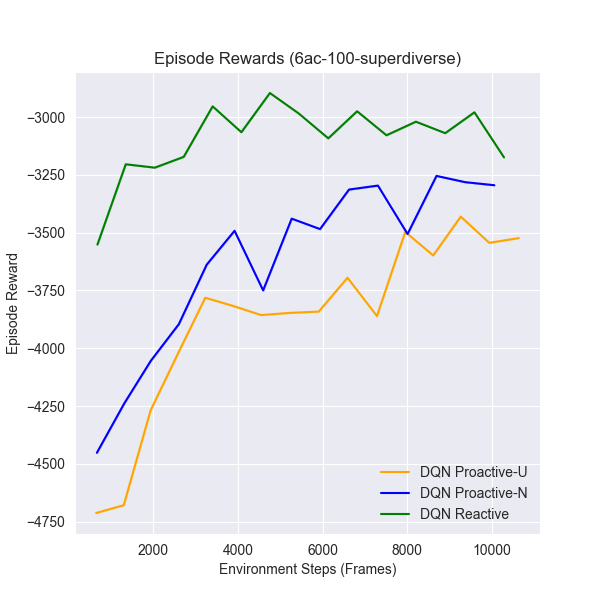 Episode Rewards (6ac-100-superdiverse)
−3000
−3250
−3500
−3750
−4000
−4250
−4500
−4750
Episode Reward
DQN Proactive-U
DQN Proactive-N
DQN Reactive
2000 4000 6000 8000 10000
Environment Steps (Frames)